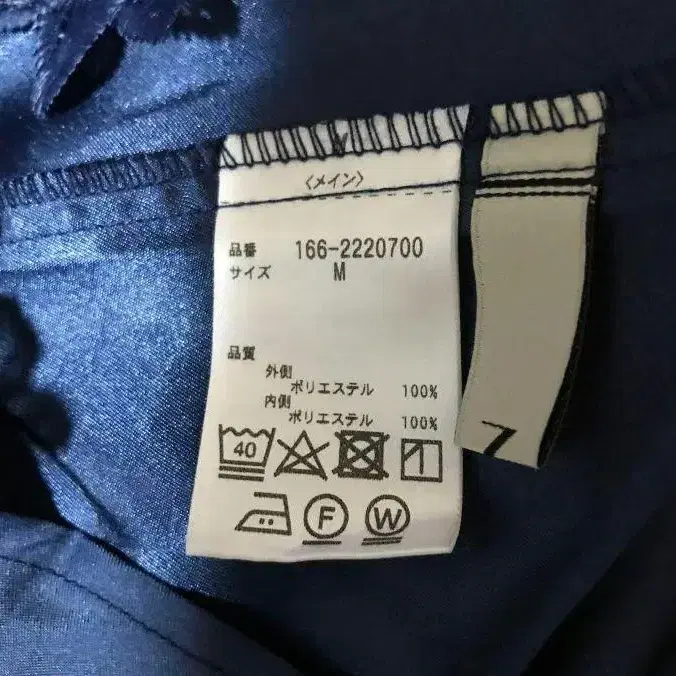 〈メイン〉
品番 166-2220700
サイズ M
品質
外側
ポリエステル 100%
内側
ポリエステル 100%
40
F W